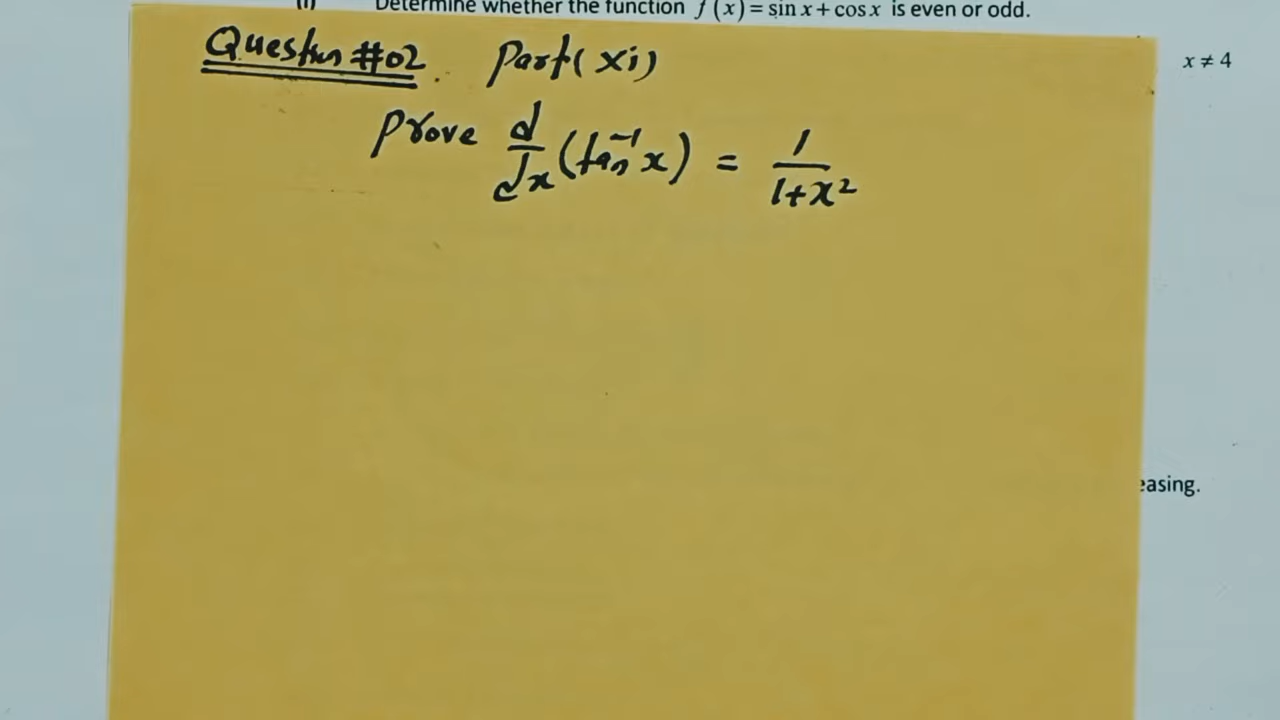 (i) Determine whether the function f (x) = sin x + cos x is even or odd.
Question #02. Part (xi)
x ≠ 4
Prove d/dx (tan⁻¹ x) = 1/(1+x²)
easing.